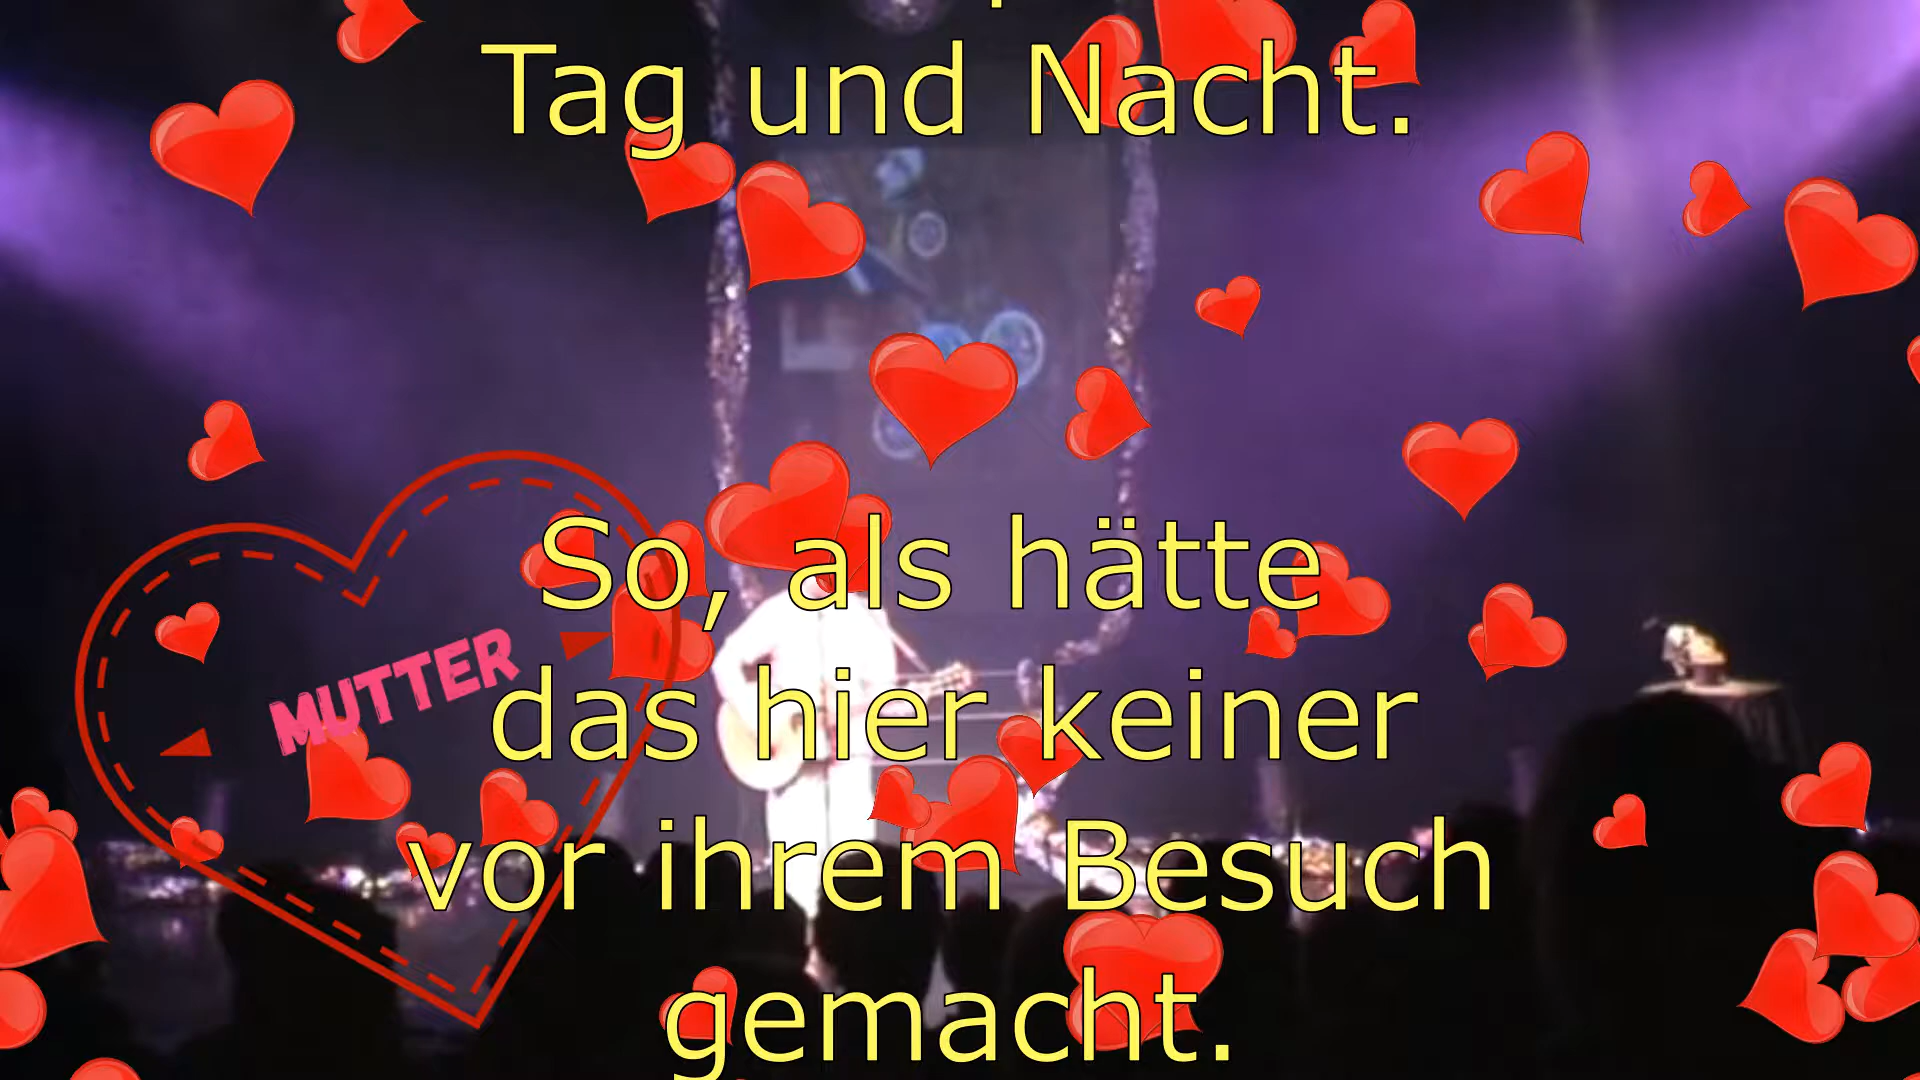 Tag und Nacht.
So, als hätte
das hier keiner
vor ihrem Besuch
gemacht.
MUTTER